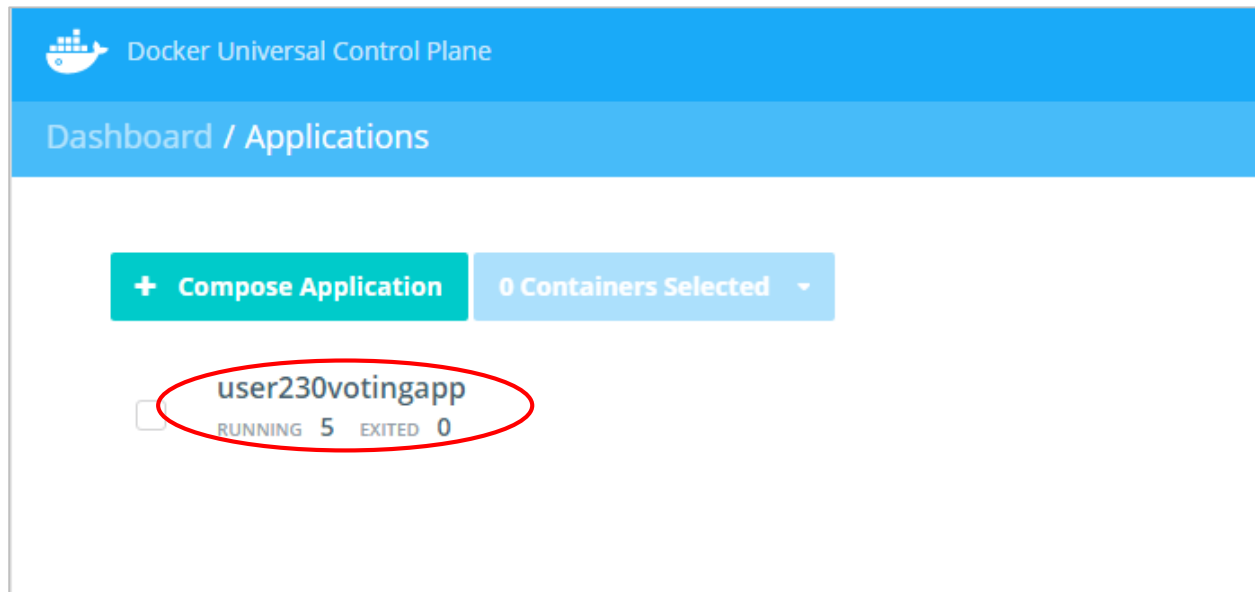 Docker Universal Control Plane
Dashboard / Applications
+ Compose Application 0 Containers Selected
user230votingapp
RUNNING 5 EXITED 0